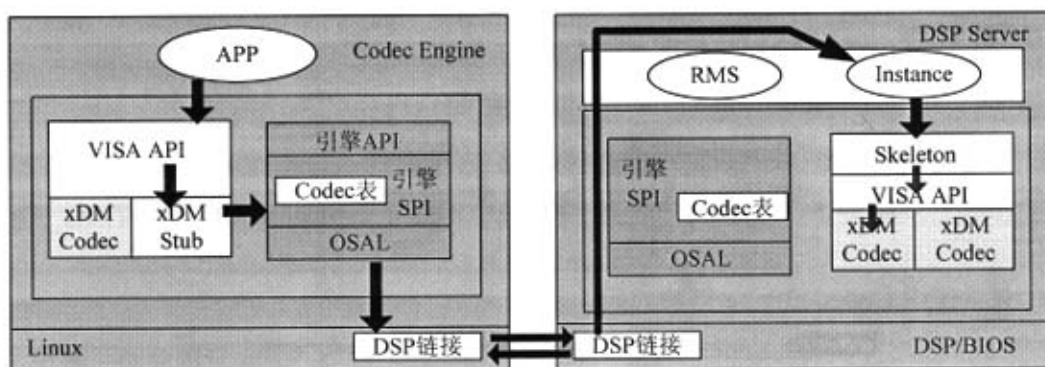 APP
Codec Engine
VISA API
xDM
Codec
xDM
Stub
引擎API
Codec表
引擎
SPI
OSAL
Linux
DSP链接
DSP Server
RMS
Instance
引擎
SPI
Codec表
OSAL
Skeleton
VISA API
xDM
Codec
xDM
Codec
DSP链接
DSP/BIOS